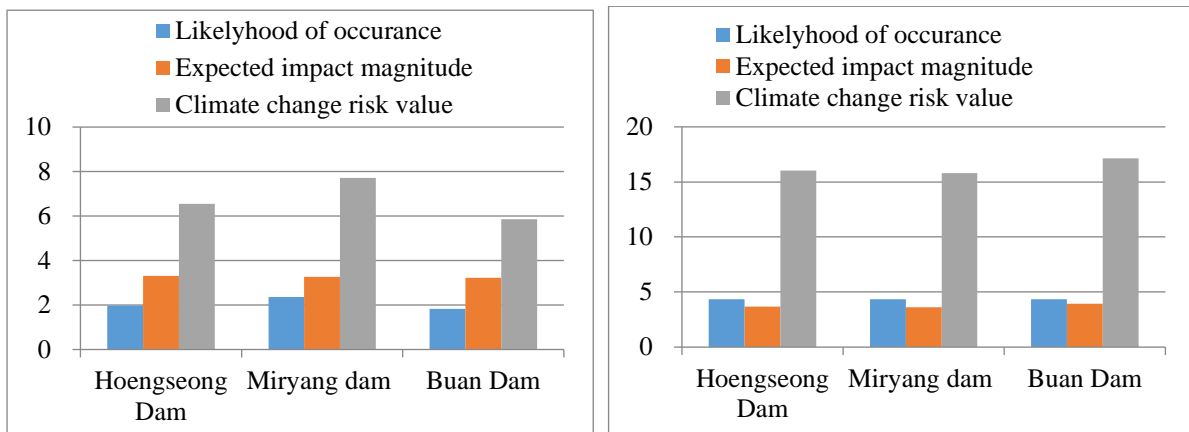 Likelyhood of occurance
Expected impact magnitude
Climate change risk value
10
8
6
4
2
0
Hoengseong Dam
Miryang dam
Buan Dam
Likelyhood of occurance
Expected impact magnitude
Climate change risk value
20
15
10
5
0
Hoengseong Dam
Miryang dam
Buan Dam